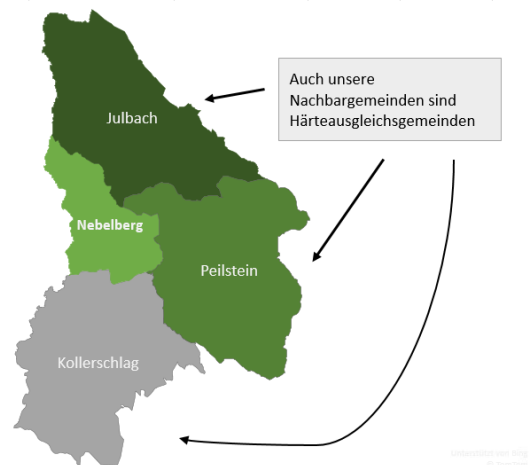 Auch unsere
Nachbargemeinden sind
Härteausgleichsgemeinden
Julbach
Nebelberg
Peilstein
Kollerschlag